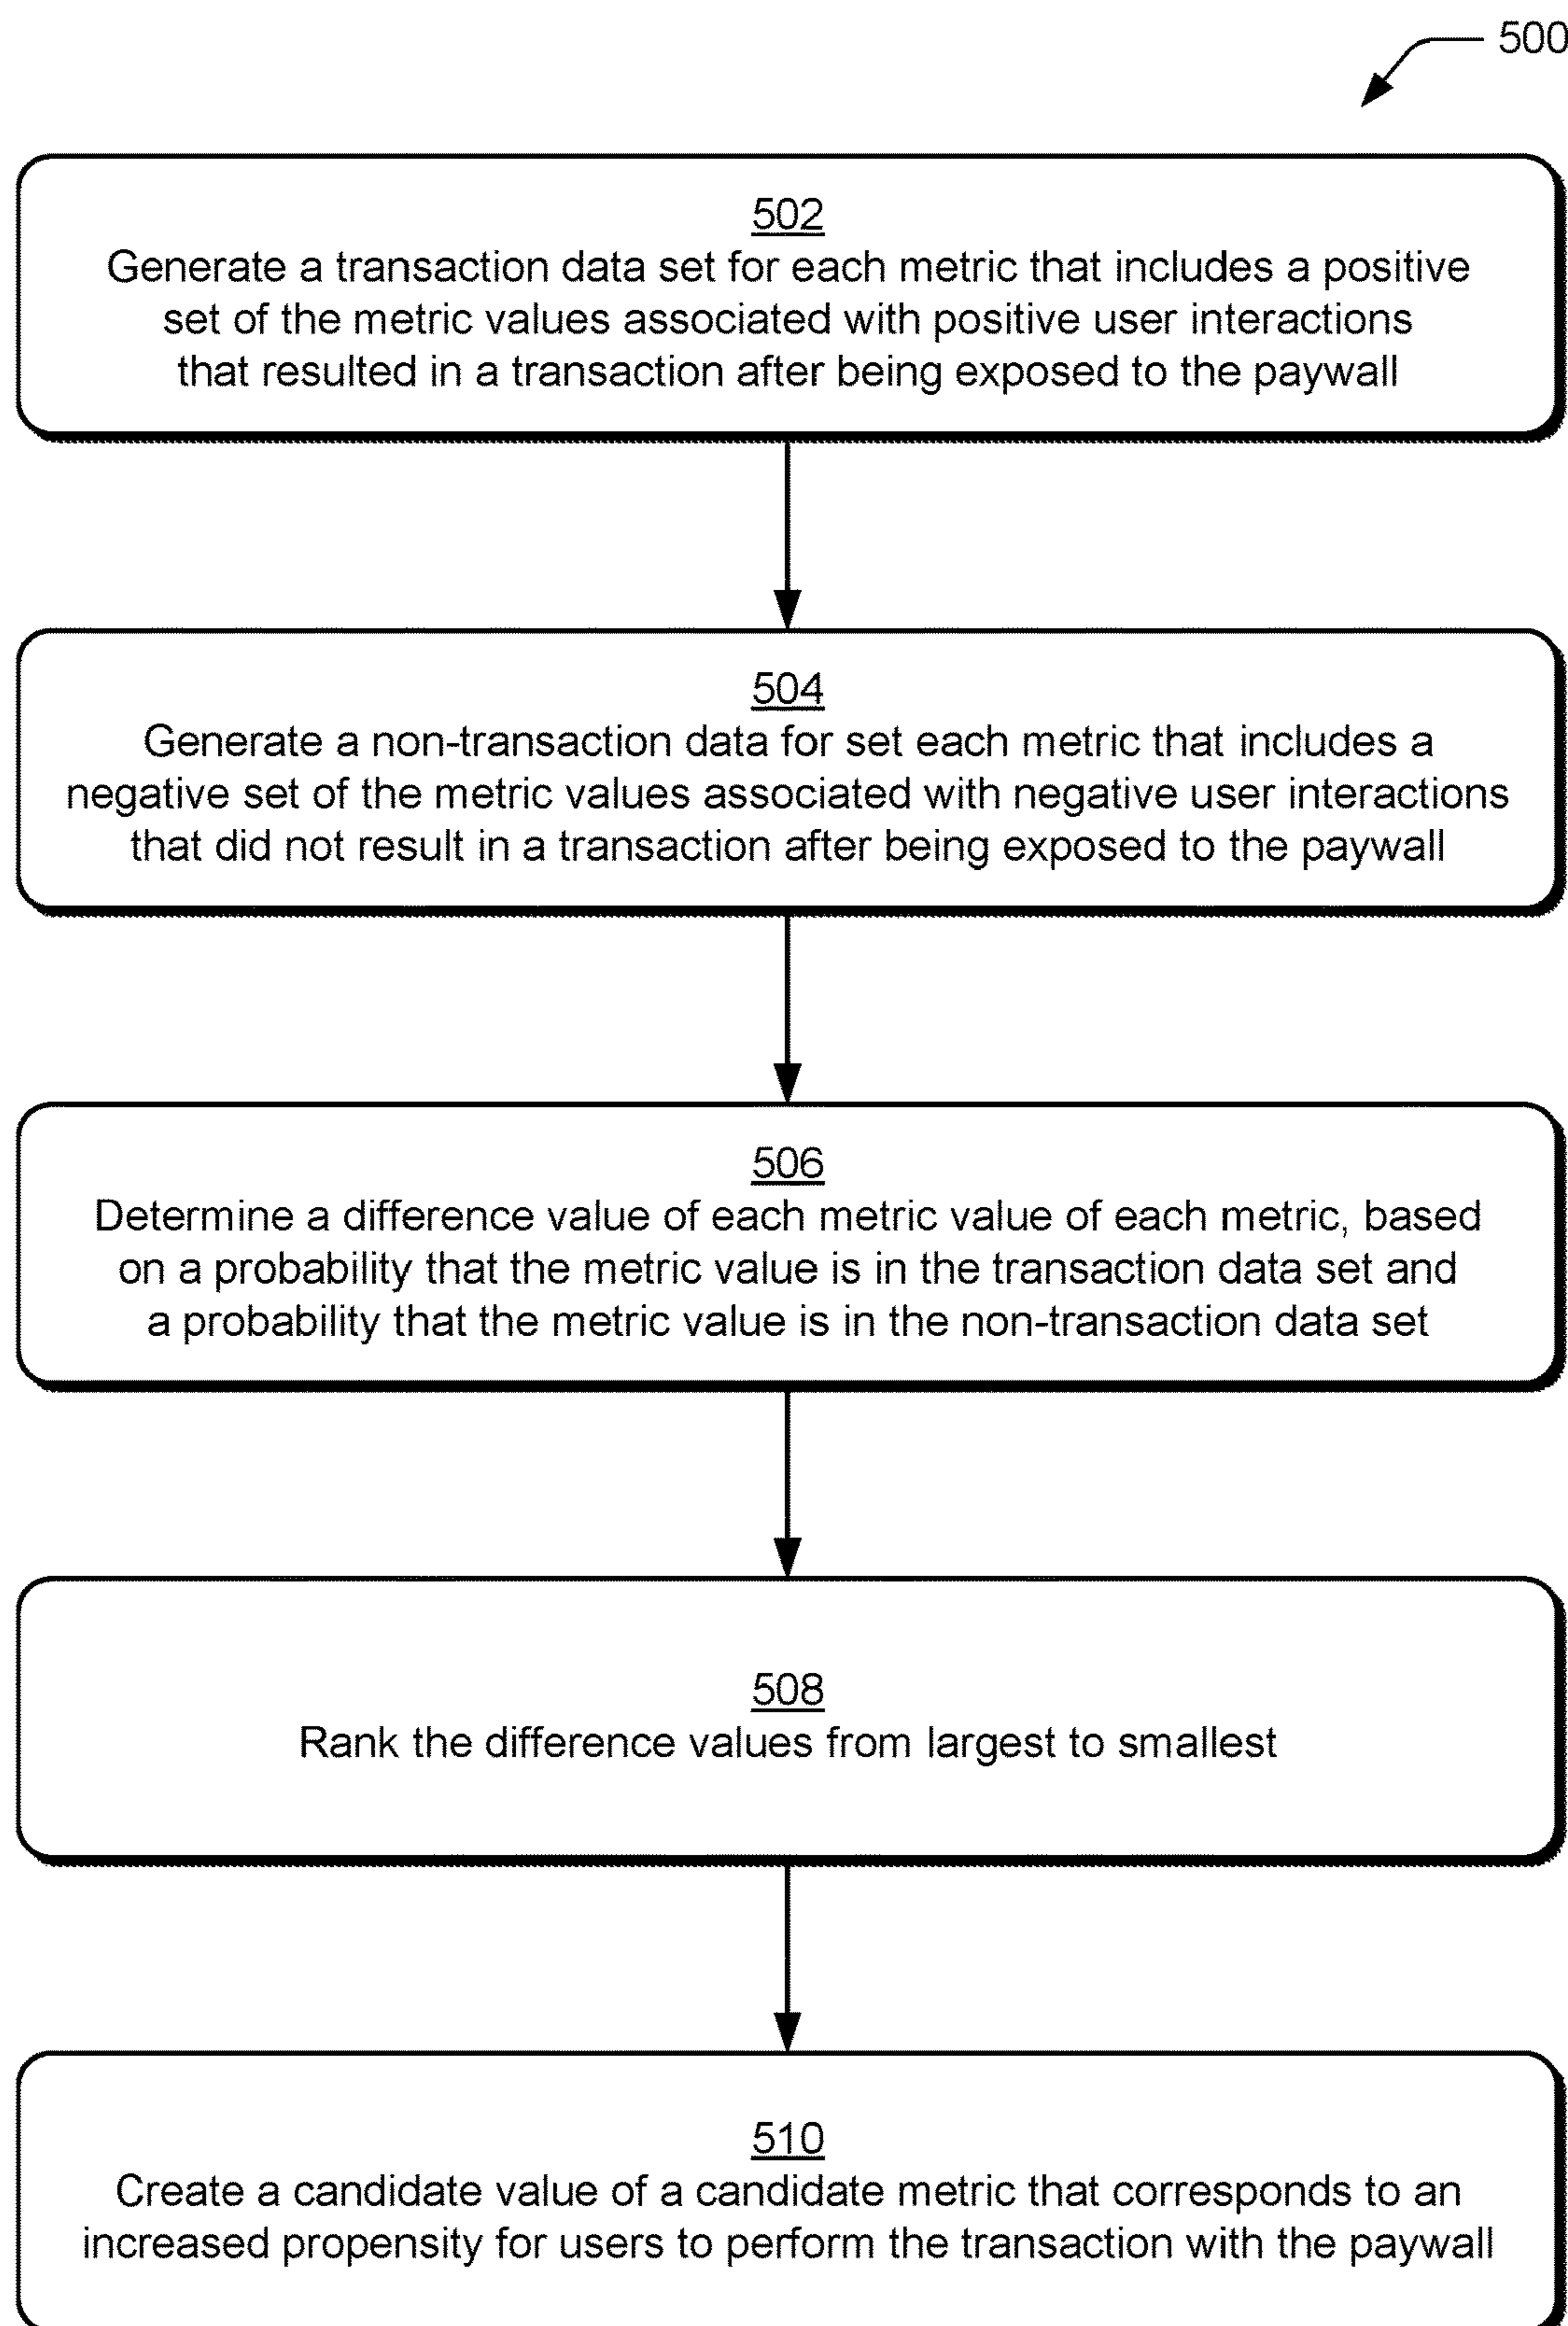 500
502
Generate a transaction data set for each metric that includes a positive
set of the metric values associated with positive user interactions
that resulted in a transaction after being exposed to the paywall
504
Generate a non-transaction data for set each metric that includes a
negative set of the metric values associated with negative user interactions
that did not result in a transaction after being exposed to the paywall
506
Determine a difference value of each metric value of each metric, based
on a probability that the metric value is in the transaction data set and
a probability that the metric value is in the non-transaction data set
508
Rank the difference values from largest to smallest
510
Create a candidate value of a candidate metric that corresponds to an
increased propensity for users to perform the transaction with the paywall